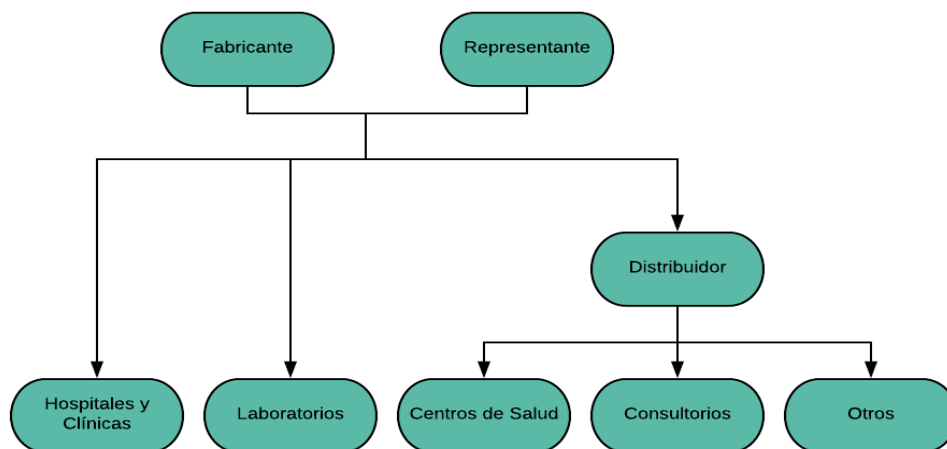 Fabricante
Representante
Distribuidor
Hospitales y
Clínicas
Laboratorios
Centros de Salud
Consultorios
Otros